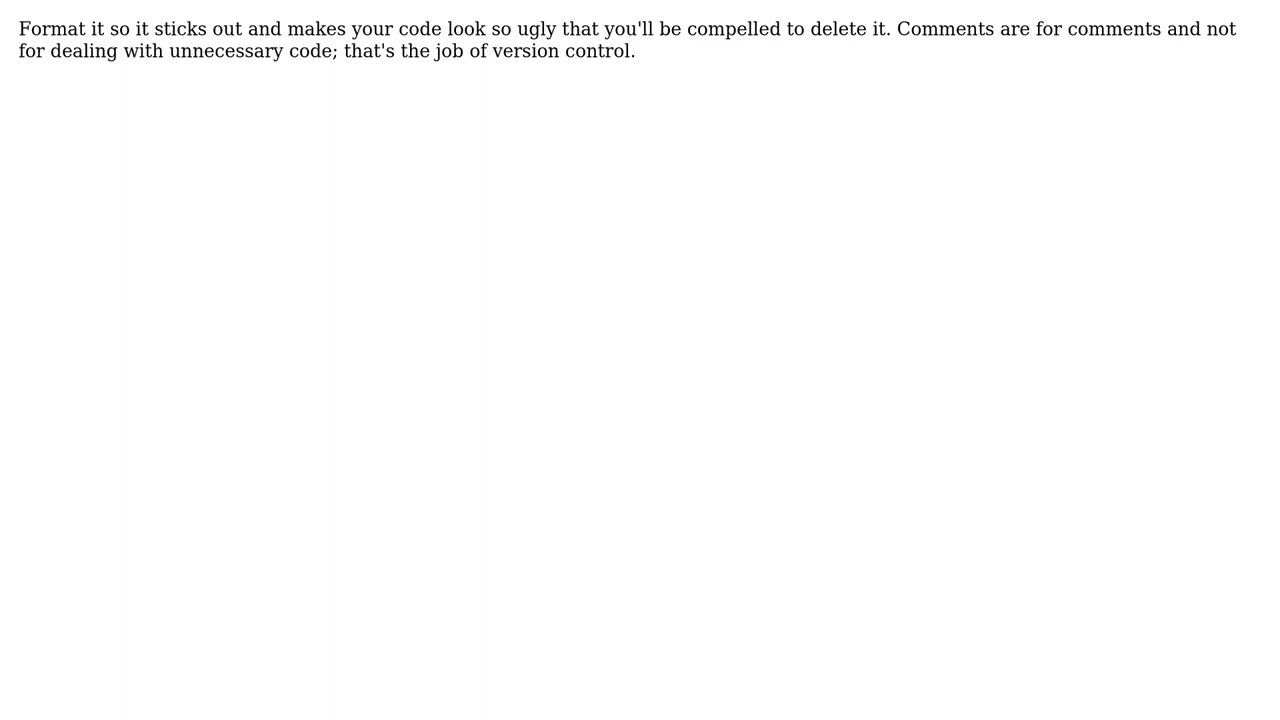 Format it so it sticks out and makes your code look so ugly that you'll be compelled to delete it. Comments are for comments and not
for dealing with unnecessary code; that's the job of version control.